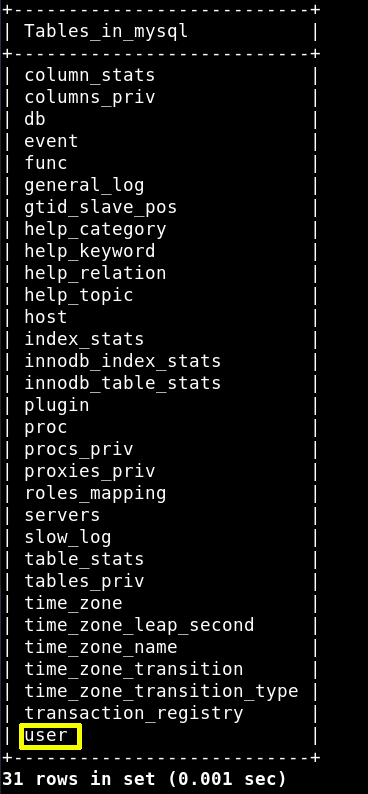 +---------------------------+
| Tables_in_mysql           |
+---------------------------+
| column_stats              |
| columns_priv              |
| db                        |
| event                     |
| func                      |
| general_log               |
| gtid_slave_pos            |
| help_category             |
| help_keyword              |
| help_relation             |
| help_topic                |
| host                      |
| index_stats               |
| innodb_index_stats        |
| innodb_table_stats        |
| plugin                    |
| proc                      |
| procs_priv                |
| proxies_priv              |
| roles_mapping             |
| servers                   |
| slow_log                  |
| table_stats               |
| tables_priv               |
| time_zone                 |
| time_zone_leap_second     |
| time_zone_name            |
| time_zone_transition      |
| time_zone_transition_type |
| transaction_registry      |
| user                      |
+---------------------------+
31 rows in set (0.001 sec)